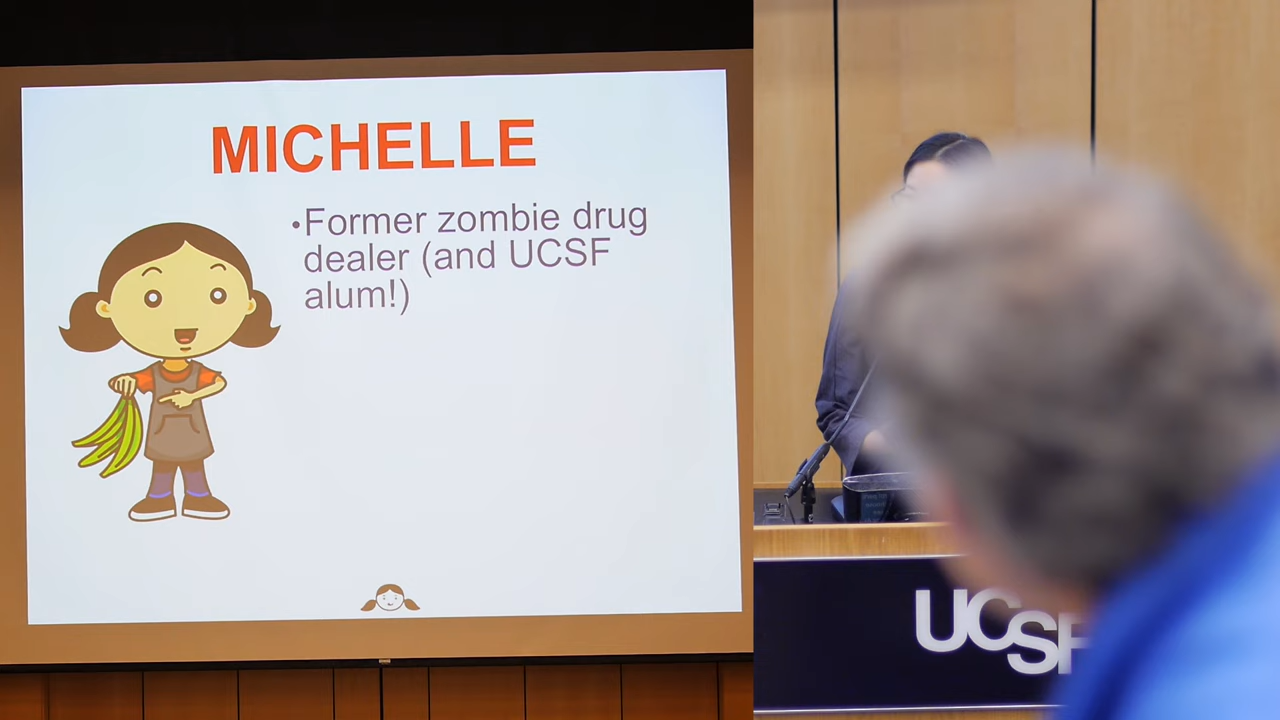 MICHELLE
•Former zombie drug
dealer (and UCSF
alum!)
UCSF